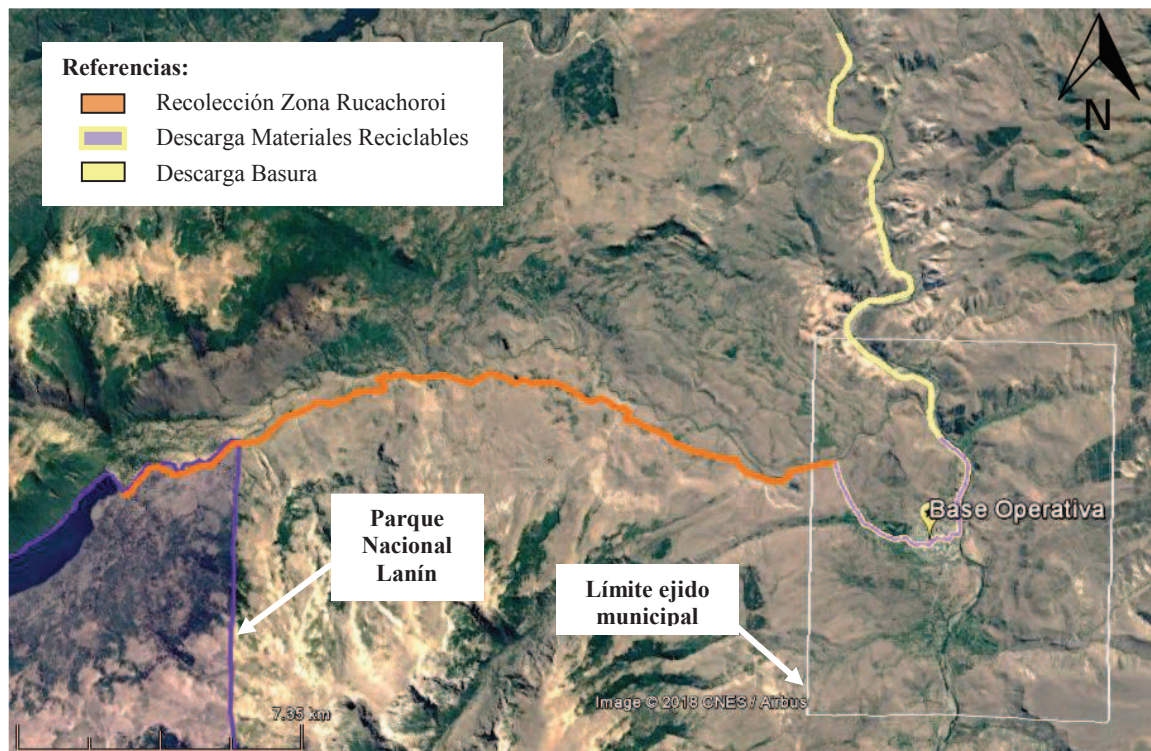 Referencias:
Recolección Zona Rucachoroi
Descarga Materiales Reciclables
Descarga Basura
N
Base Operativa
Parque
Nacional
Lanín
Límite ejido
municipal
Image © 2018 CNES / Airbus
7.35 km